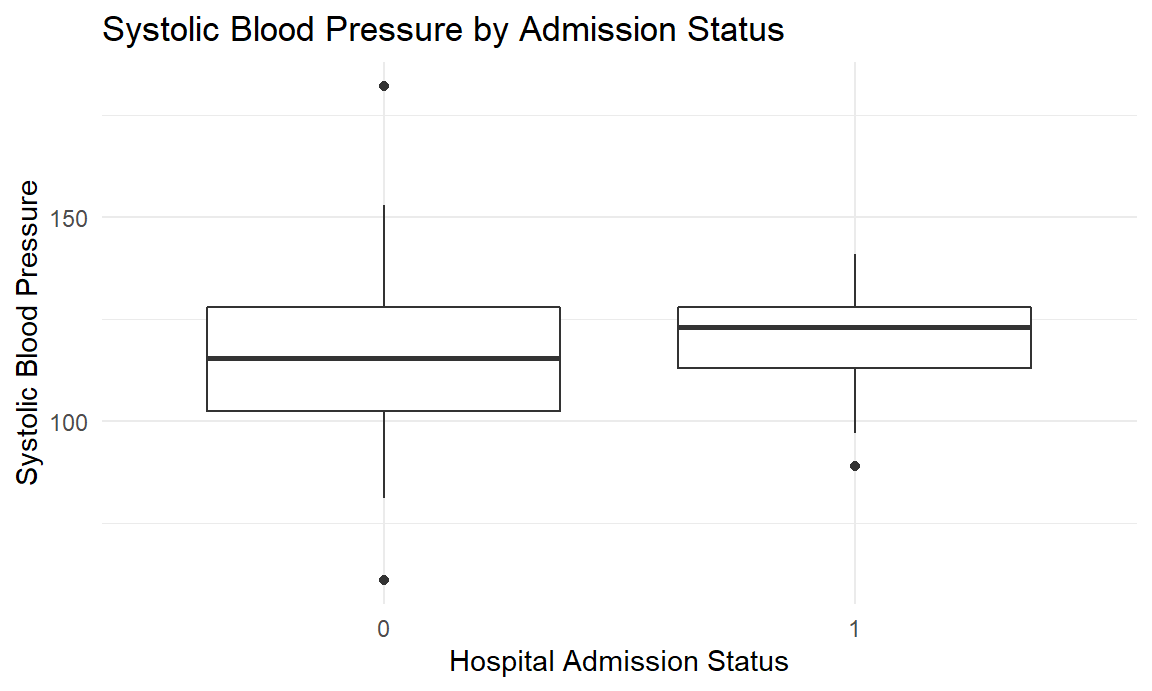 Systolic Blood Pressure by Admission Status
Systolic Blood Pressure
150
100
0 1
Hospital Admission Status